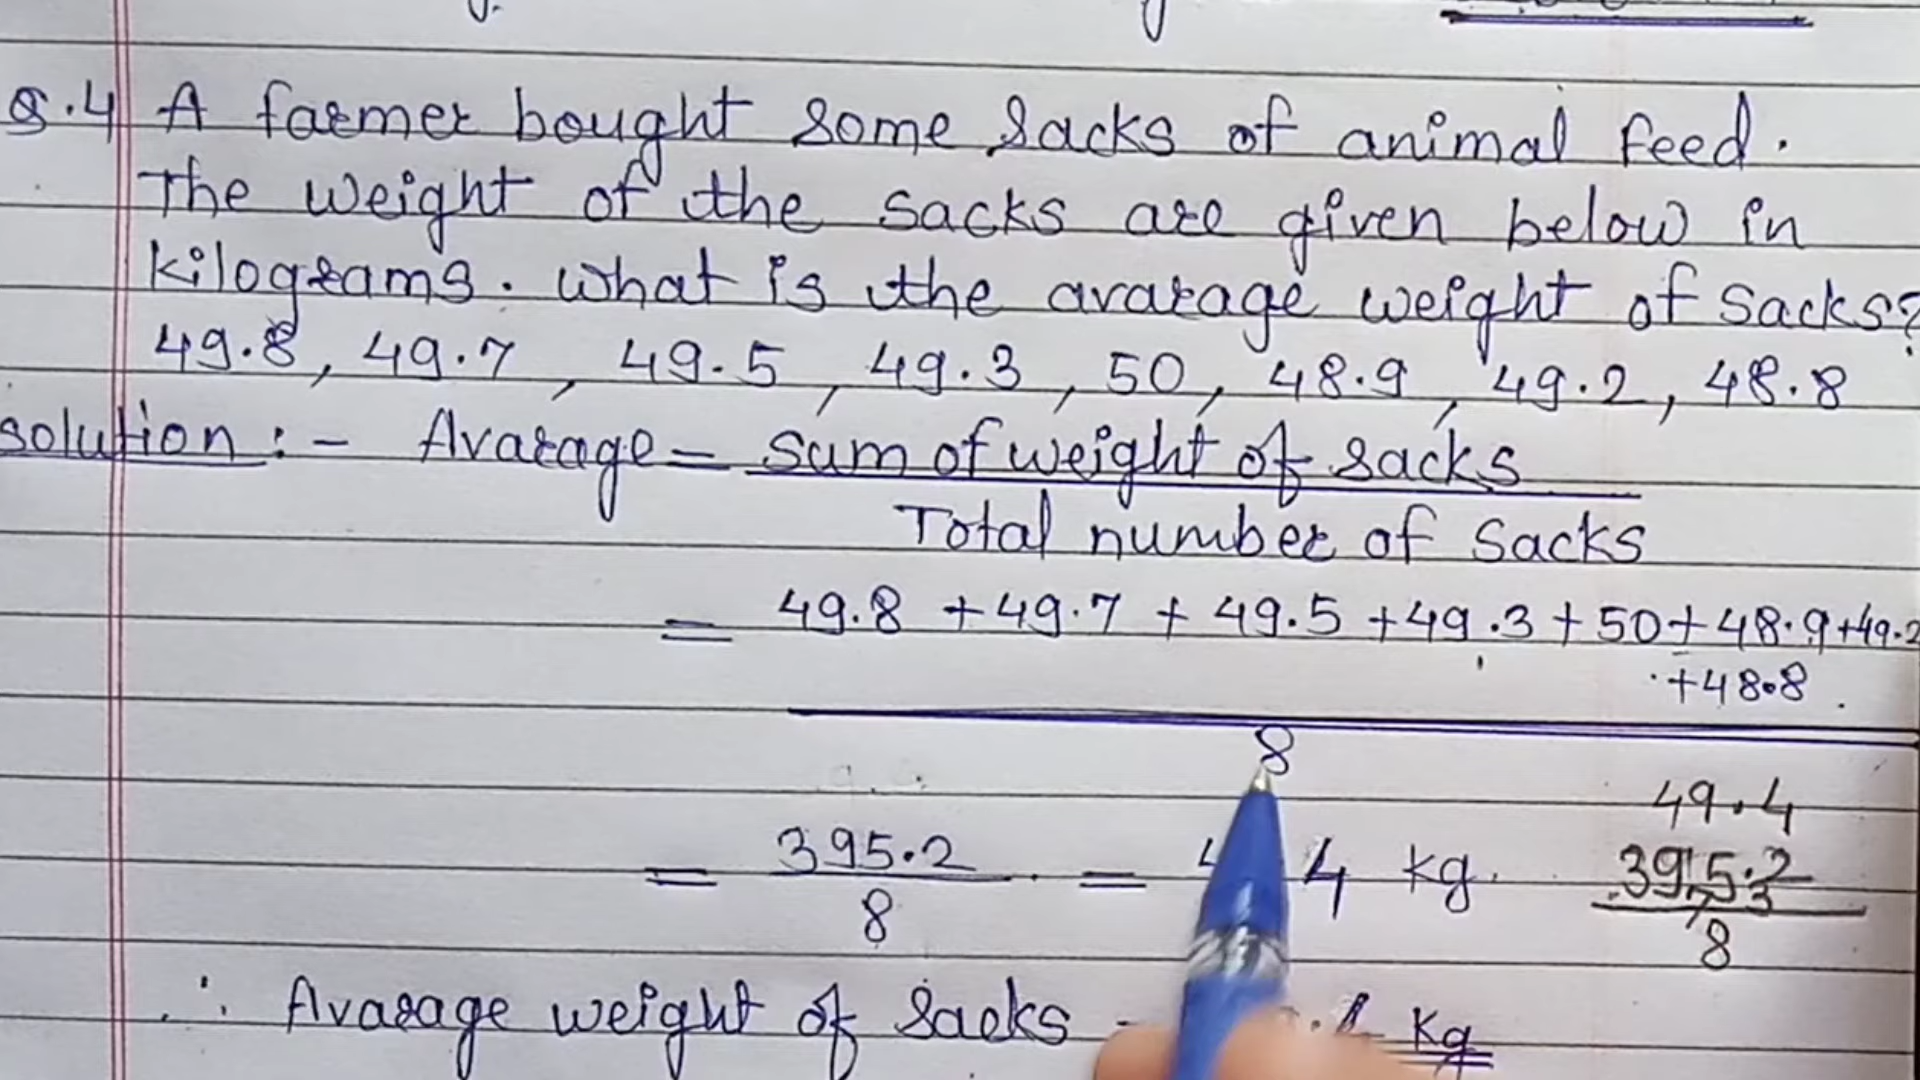 Q.4 A farmer bought some sacks of animal feed.
The weight of the sacks are given below in
kilograms. what is the avarage weight of sacks?
49.8, 49.7, 49.5, 49.3, 50, 48.9, 49.2, 48.8
solution :- Avarage = Sum of weight of sacks
Total number of sacks
= 49.8 + 49.7 + 49.5 + 49.3 + 50 + 48.9 + 49.2
+48.8
8
49.4
= 395.2 = 4 kg. 395.2
8 8
∴ Avarage weight of sacks Kg